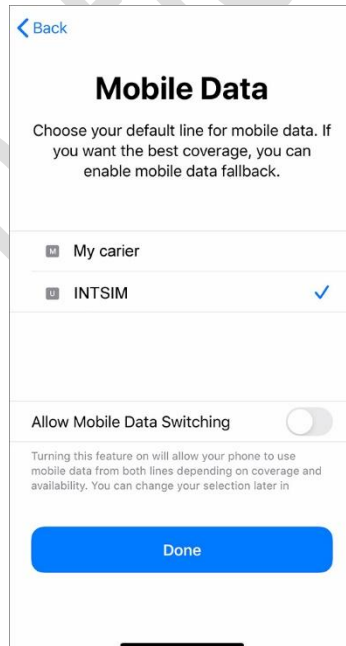 Back
Mobile Data
Choose your default line for mobile data. If
you want the best coverage, you can
enable mobile data fallback.
M My carier
U INTSIM
Allow Mobile Data Switching
Turning this feature on will allow your phone to use
mobile data from both lines depending on coverage and
availability. You can change your selection later in
Done